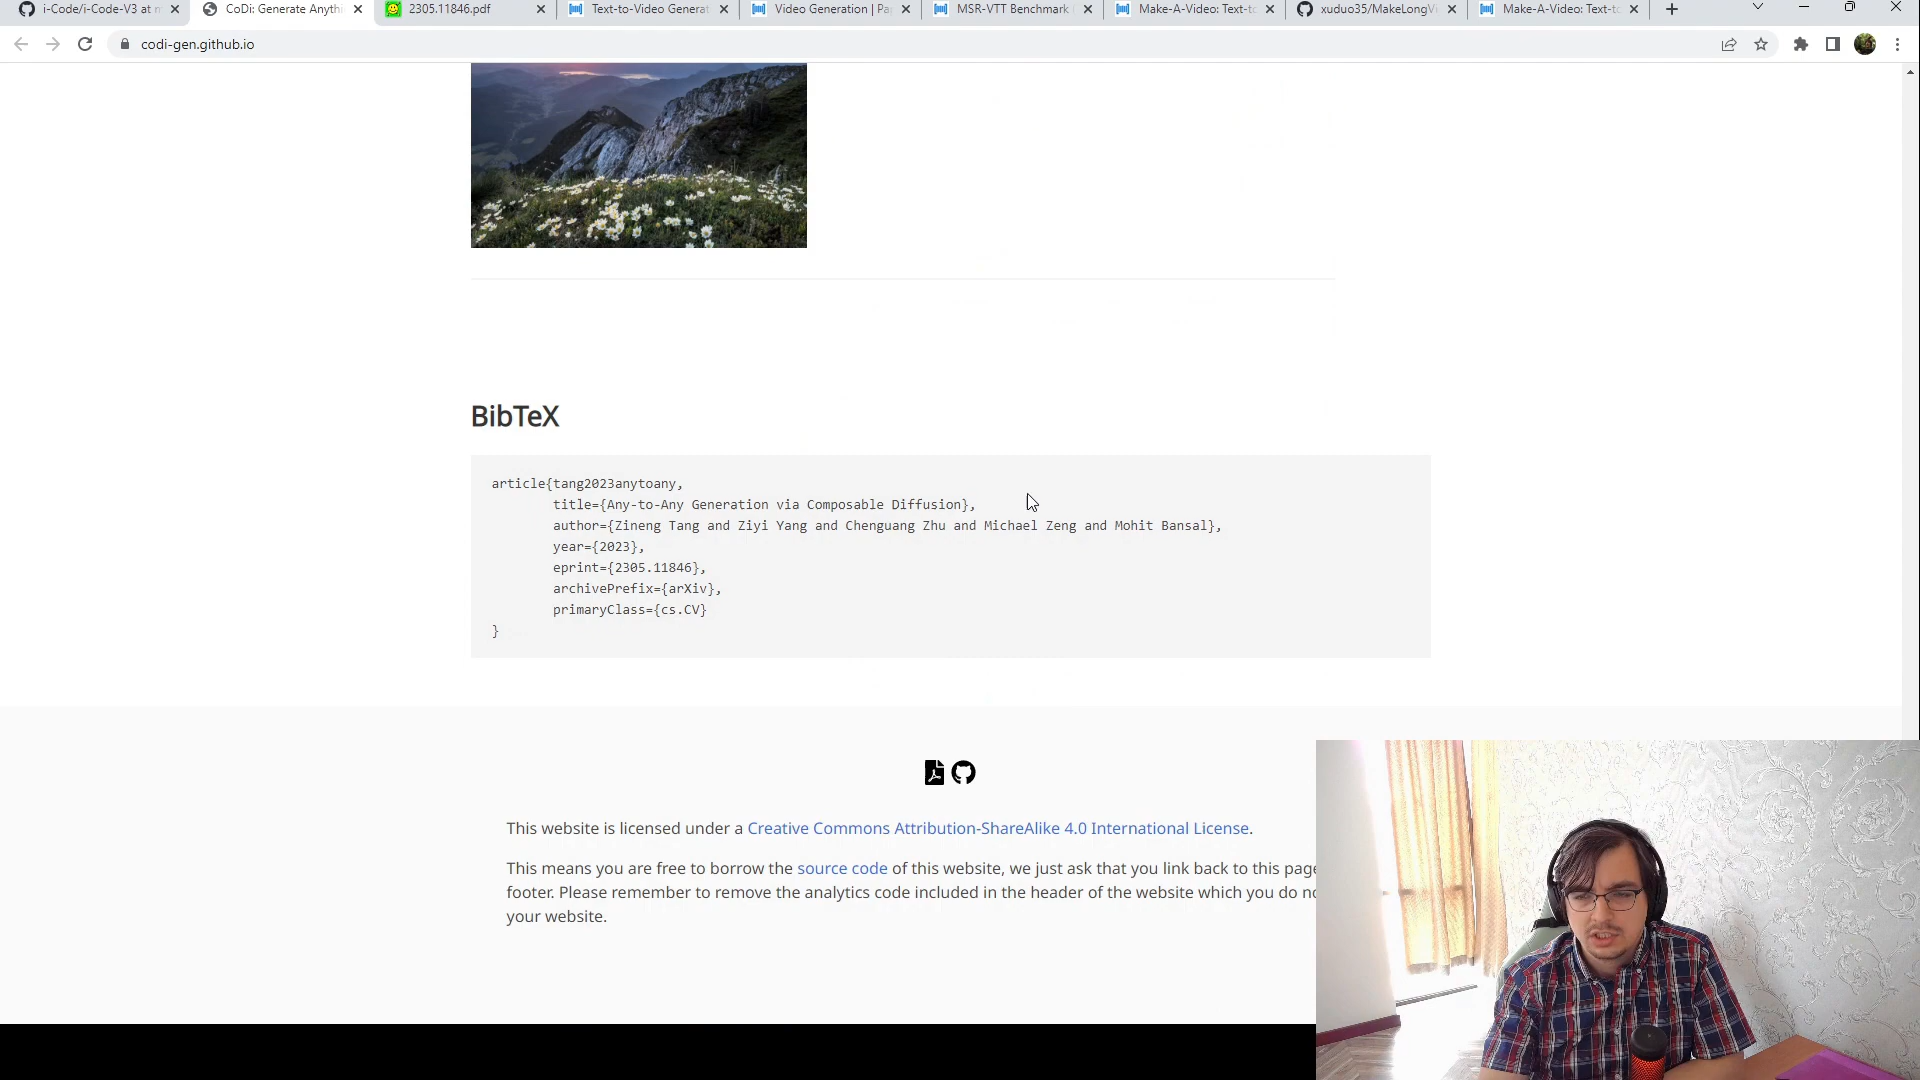 i-Code/i-Code-V3 at m
CoDi: Generate Anythi
2305.11846.pdf
Text-to-Video Generat
Video Generation | Pa
MSR-VTT Benchmark
Make-A-Video: Text-to
xuduo35/MakeLongVi
Make-A-Video: Text-to
codi-gen.github.io
BibTeX
article{tang2023anytoany,
title={Any-to-Any Generation via Composable Diffusion},
author={Zineng Tang and Ziyi Yang and Chenguang Zhu and Michael Zeng and Mohit Bansal},
year={2023},
eprint={2305.11846},
archivePrefix={arXiv},
primaryClass={cs.CV}
}
This website is licensed under a Creative Commons Attribution-ShareAlike 4.0 International License.
This means you are free to borrow the source code of this website, we just ask that you link back to this page
footer. Please remember to remove the analytics code included in the header of the website which you do no
your website.